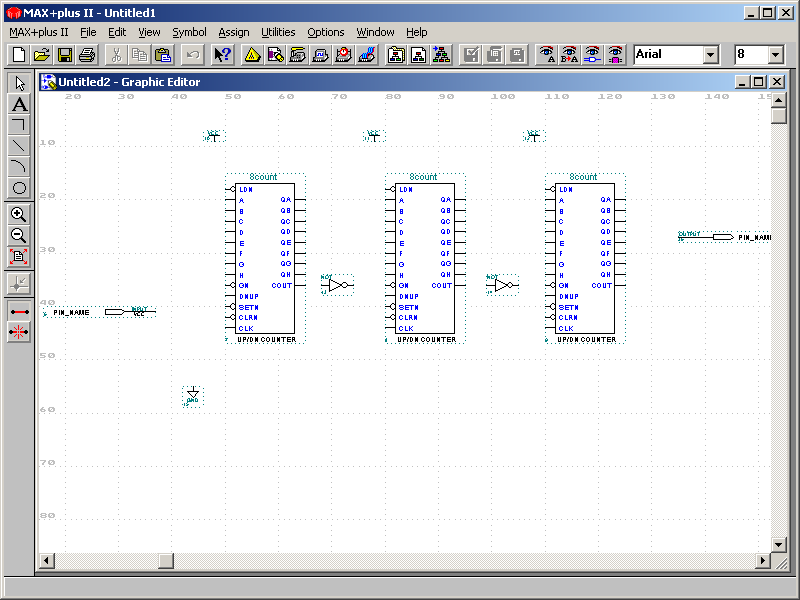 MAX+plus II - Untitled1
MAX+plus II File Edit View Symbol Assign Utilities Options Window Help
Arial 8
Untitled2 - Graphic Editor
20 30 40 50 60 70 80 90 100 110 120 130 140
VCC VCC VCC
10
8count 8count 8count
LDN LDN LDN
20
A QA A QA A QA
B QB B QB B QB
C QC C QC C QC
D QD D QD D QD
OUTPUT PIN_NAME
E QE E QE E QE
30
F QF F QF F QF
G QG G QG G QG
H QH H QH H QH
NOT NOT
GN COUT GN COUT GN COUT
DNUP DNUP DNUP
40
SETN SETN SETN
PIN_NAME INPUT VCC
CLRN CLRN CLRN
CLK CLK CLK
UP/DN COUNTER UP/DN COUNTER UP/DN COUNTER
50
GND
60
70
80